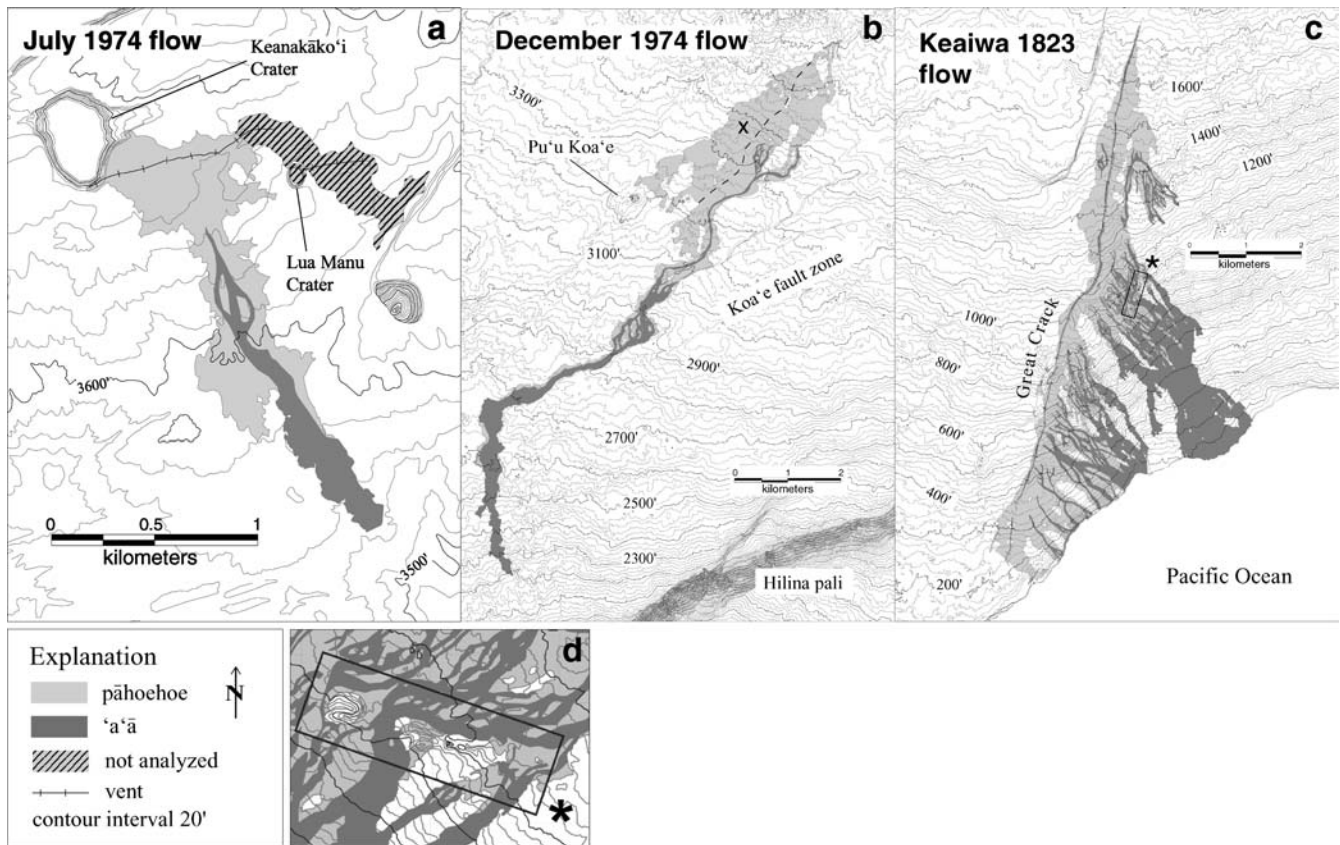 a
July 1974 flow
Keanakāko‘i
Crater
Lua Manu
Crater
3600'
3500'
0 0.5 1
kilometers
b
December 1974 flow
3300'
x
Pu‘u Koa‘e
3100'
Koa‘e fault zone
2900'
2700'
0 1 2
kilometers
2500'
2300'
Hilina pali
c
Keaiwa 1823
flow
1600'
1400'
1200'
0 1 2
kilometers
*
1000'
Great Crack
800'
600'
400'
200'
Pacific Ocean
Explanation
pāhoehoe
N
‘a‘ā
not analyzed
vent
contour interval 20'
d
*